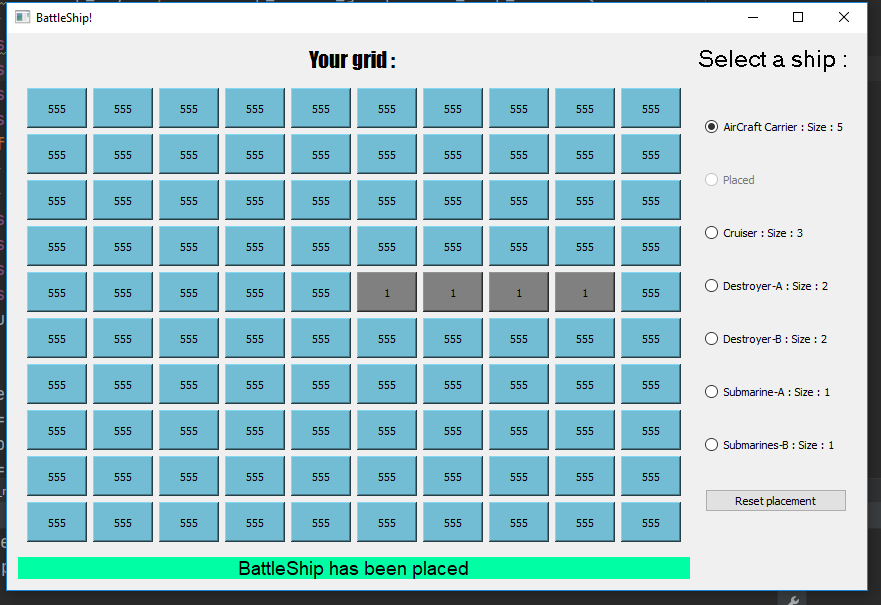 BattleShip!
Your grid :
Select a ship :
555 555 555 555 555 555 555 555 555 555
AirCraft Carrier : Size : 5
555 555 555 555 555 555 555 555 555 555
Placed
555 555 555 555 555 555 555 555 555 555
Cruiser : Size : 3
555 555 555 555 555 555 555 555 555 555
Destroyer-A : Size : 2
555 555 555 555 555 1 1 1 1 555
Destroyer-B : Size : 2
555 555 555 555 555 555 555 555 555 555
Submarine-A : Size : 1
555 555 555 555 555 555 555 555 555 555
Submarines-B : Size : 1
555 555 555 555 555 555 555 555 555 555
555 555 555 555 555 555 555 555 555 555
Reset placement
555 555 555 555 555 555 555 555 555 555
BattleShip has been placed